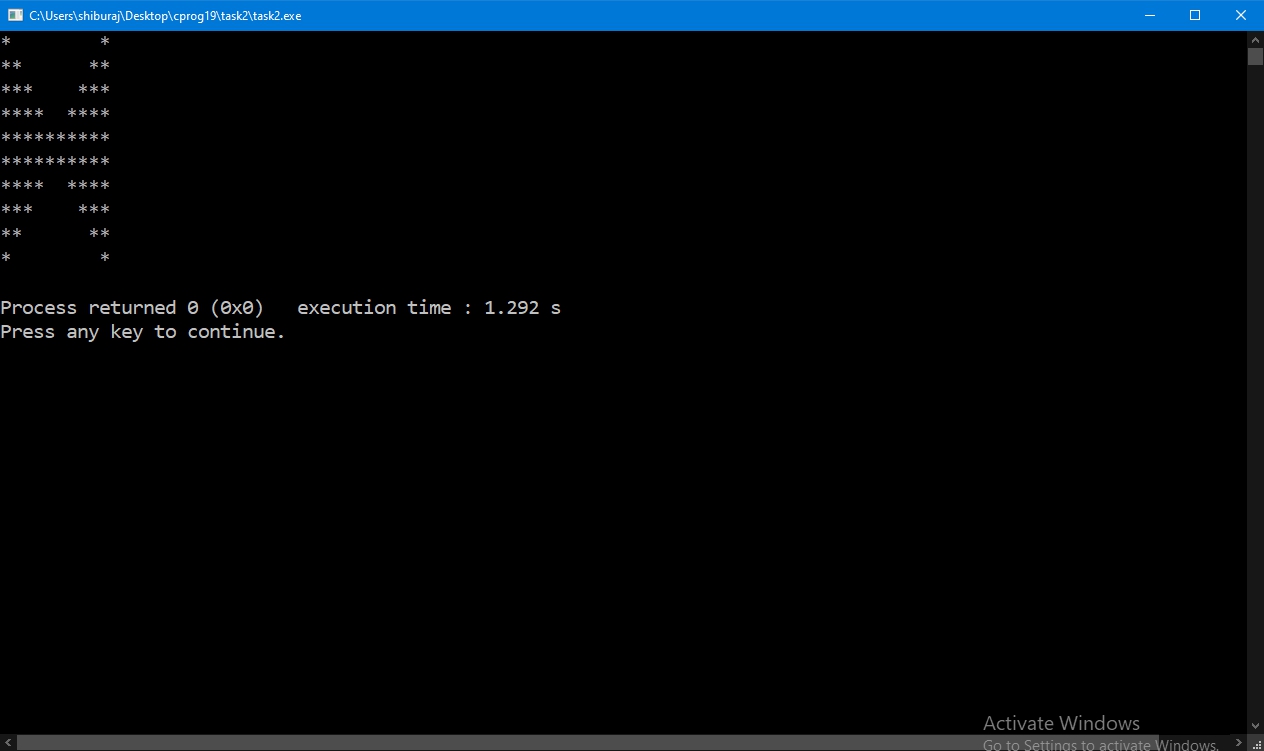 C:\Users\shiburaj\Desktop\cprog19\task2\task2.exe
*        *
**      **
***    ***
****  ****
**********
**********
****  ****
***    ***
**      **
*        *
Process returned 0 (0x0)   execution time : 1.292 s
Press any key to continue.
Activate Windows
Go to Settings to activate Windows.